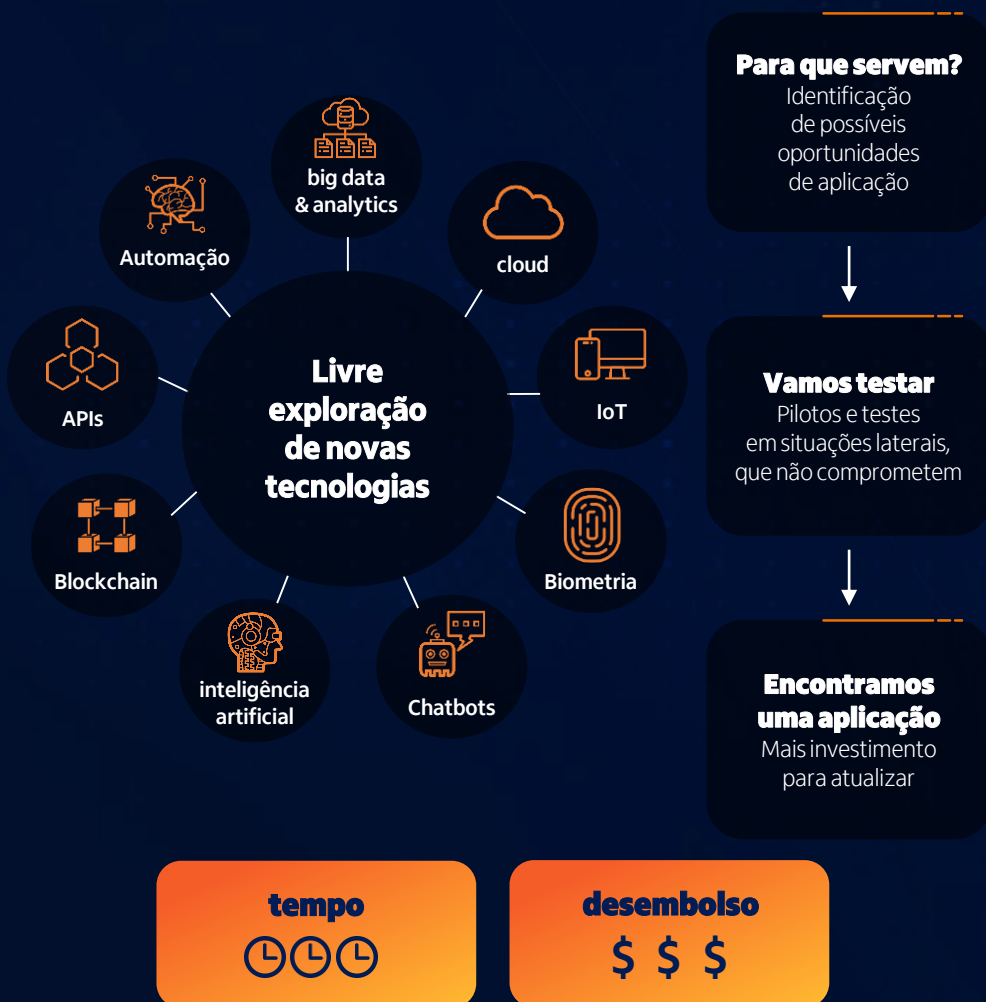 big data
& analytics
cloud
IoT
Biometria
Chatbots
inteligência
artificial
Blockchain
APIs
Automação
Livre
exploração
de novas
tecnologias
Para que servem?
Identificação
de possíveis
oportunidades
de aplicação
Vamos testar
Pilotos e testes
em situações laterais,
que não comprometem
Encontramos
uma aplicação
Mais investimento
para atualizar
tempo
desembolso
$ $ $